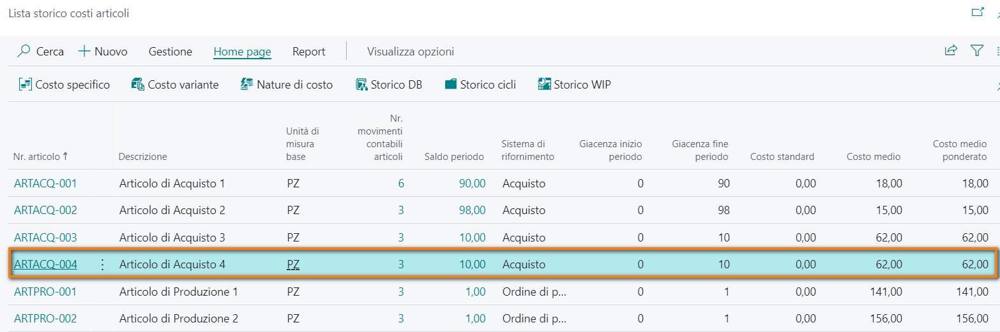 Lista storico costi articoli
Cerca Nuovo Gestione Home page Report Visualizza opzioni
Costo specifico Costo variante Nature di costo Storico DB Storico cicli Storico WIP
Nr. articolo ↑ Descrizione Unità di misura base Nr. movimenti contabili articoli Saldo periodo Sistema di rifornimento Giacenza inizio periodo Giacenza fine periodo Costo standard Costo medio Costo medio ponderato
ARTACQ-001 Articolo di Acquisto 1 PZ 6 90,00 Acquisto 0 90 0,00 18,00 18,00
ARTACQ-002 Articolo di Acquisto 2 PZ 3 98,00 Acquisto 0 98 0,00 15,00 15,00
ARTACQ-003 Articolo di Acquisto 3 PZ 3 10,00 Acquisto 0 10 0,00 62,00 62,00
ARTACQ-004 Articolo di Acquisto 4 PZ 3 10,00 Acquisto 0 10 0,00 62,00 62,00
ARTPRO-001 Articolo di Produzione 1 PZ 3 1,00 Ordine di p... 0 1 0,00 141,00 141,00
ARTPRO-002 Articolo di Produzione 2 PZ 3 1,00 Ordine di p... 0 1 0,00 156,00 156,00